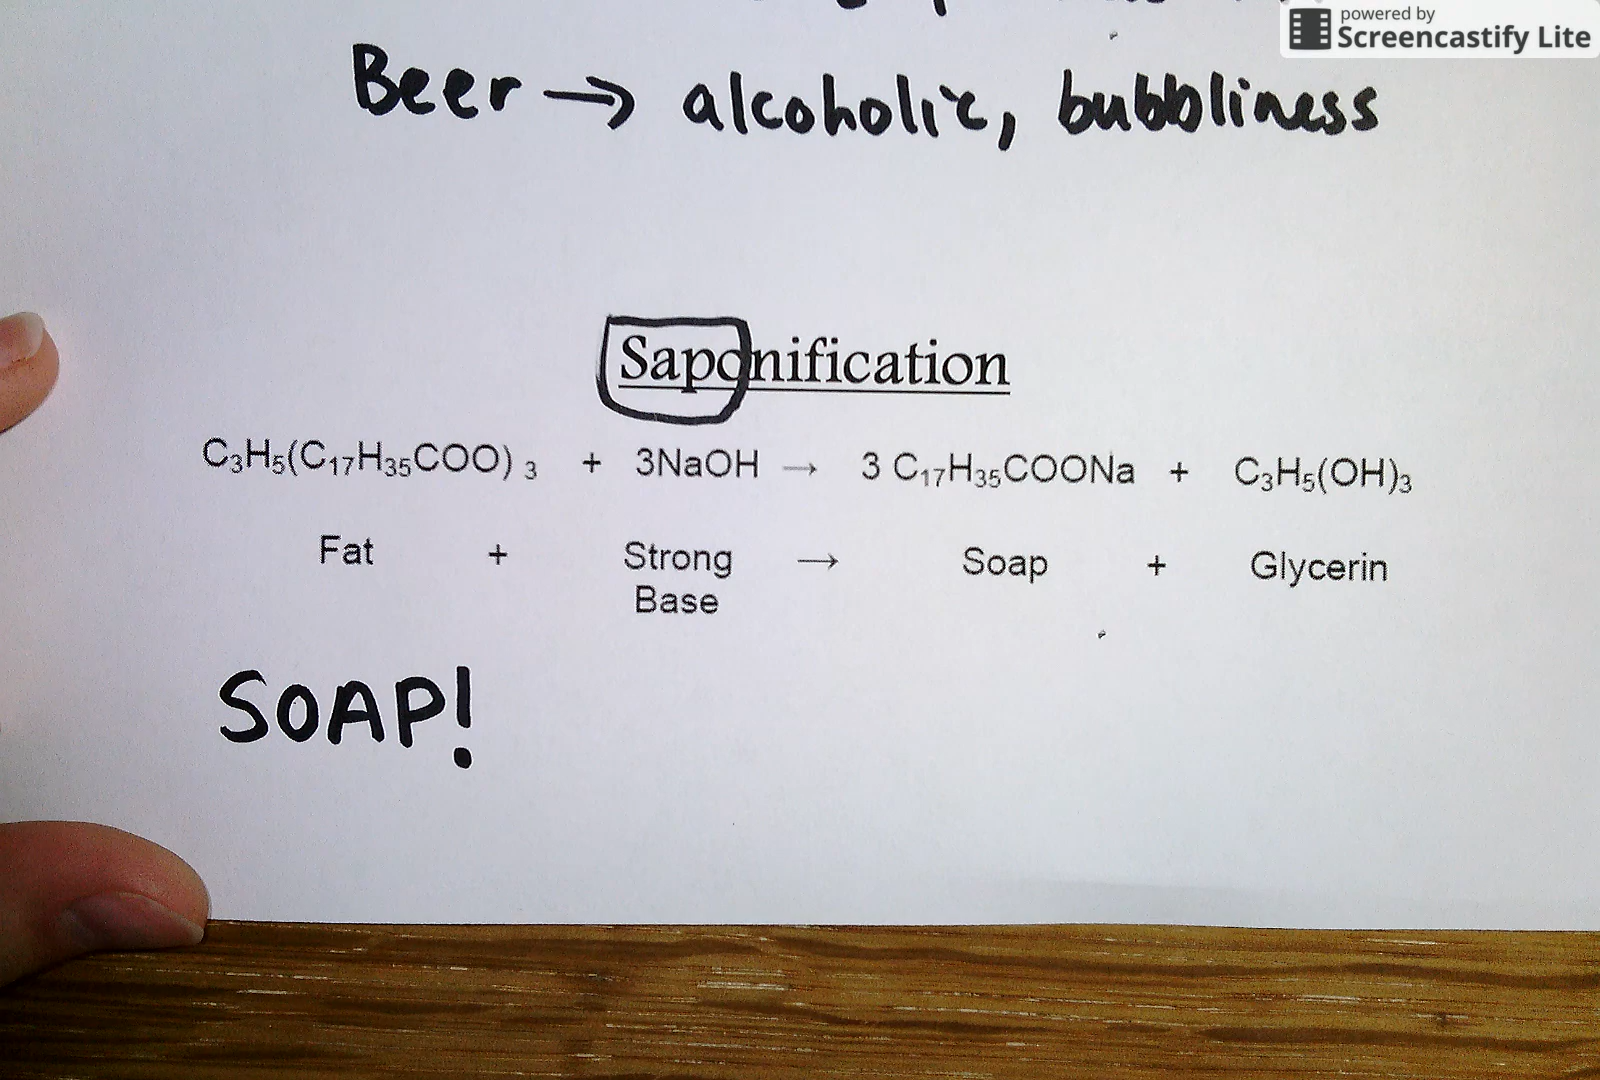 powered by
Screencastify Lite
Beer → alcoholic, bubbliness
Saponification
C₃H₅(C₁₇H₃₅COO) ₃ + 3NaOH → 3 C₁₇H₃₅COONa + C₃H₅(OH)₃
Fat + Strong Base → Soap + Glycerin
SOAP!